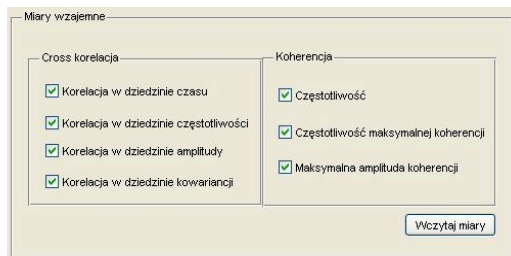 Miary wzajemne
Cross korelacja
Korelacja w dziedzinie czasu
Korelacja w dziedzinie częstotliwości
Korelacja w dziedzinie amplitudy
Korelacja w dziedzinie kowariancji
Koherencja
Częstotliwość
Częstotliwość maksymalnej koherencji
Maksymalna amplituda koherencji
Wczytaj miary